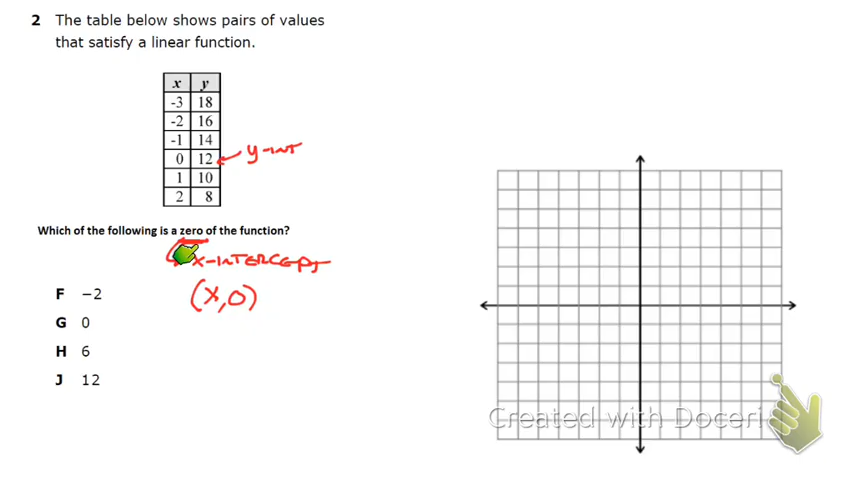 2 The table below shows pairs of values
that satisfy a linear function.
x y
-3 18
-2 16
-1 14
0 12 y-INT
1 10
2 8
Which of the following is a zero of the function?
X-INTERCEPT
(X,0)
F −2
G 0
H 6
J 12
Created with Doceri